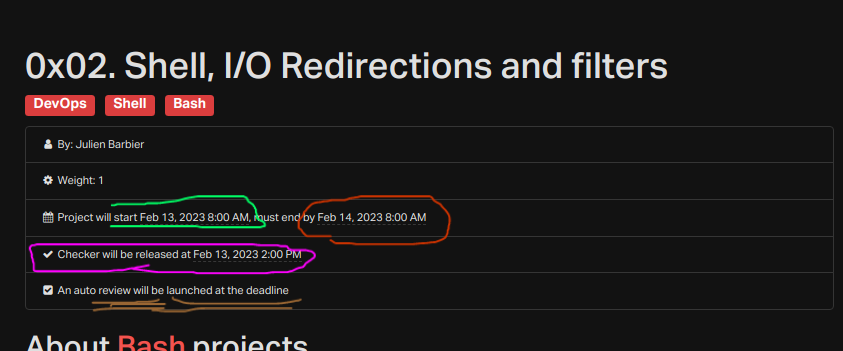 0x02. Shell, I/O Redirections and filters
DevOps Shell Bash
By: Julien Barbier
Weight: 1
Project will start Feb 13, 2023 8:00 AM, must end by Feb 14, 2023 8:00 AM
Checker will be released at Feb 13, 2023 2:00 PM
An auto review will be launched at the deadline
About Bash projects